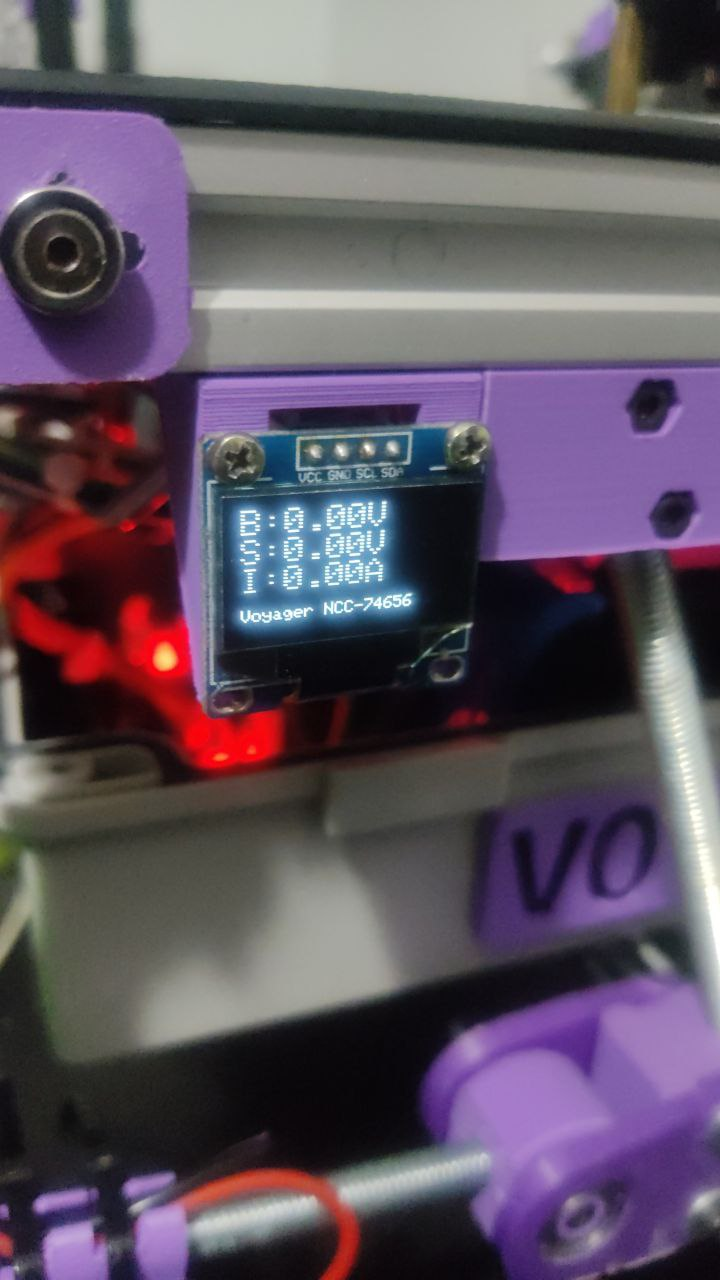 VCC GND SCL SDA
B:0.00V
S:0.00V
I:0.00A
Voyager NCC-74656
VO